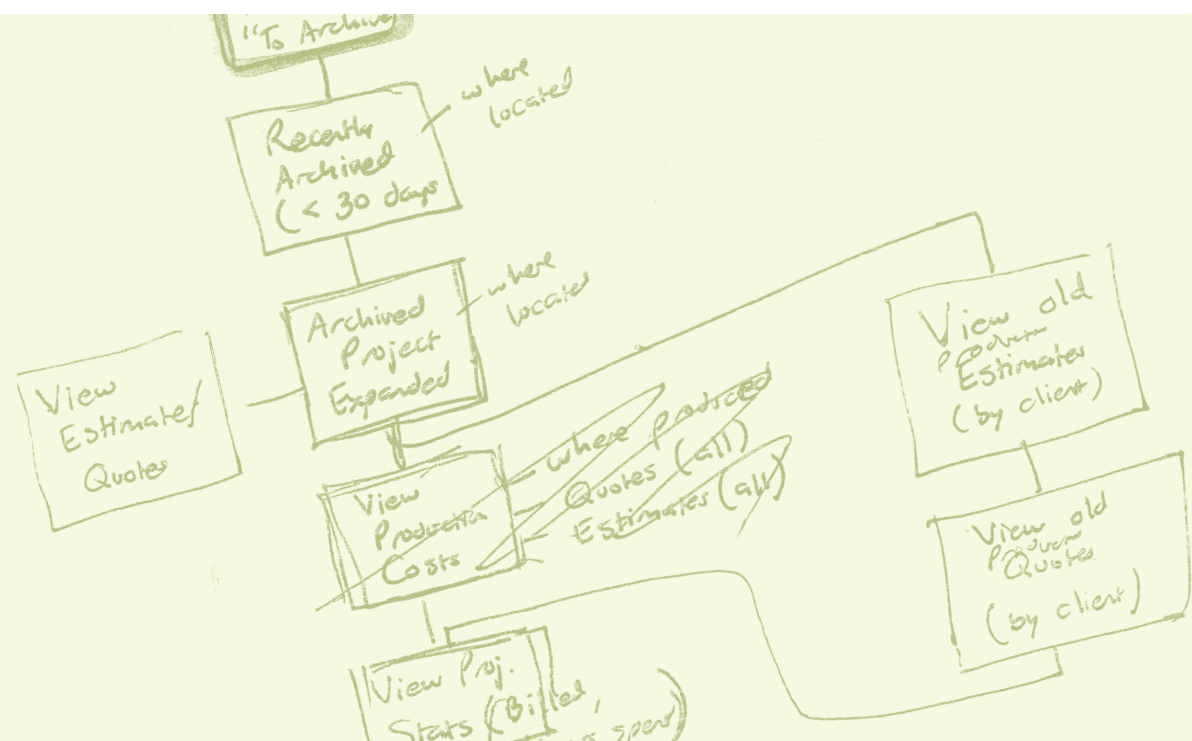 "To Archive
where
located
Recently
Archived
(< 30 days
where
located
Archived
Project
Expanded
View
Estimates/
Quotes
View old
Estimates
(by client)
where produced
Quotes (all)
Estimates (all)
View
Production
Costs
View old
Quotes
(by client)
View Proj.
Stats (Billed,
spent)